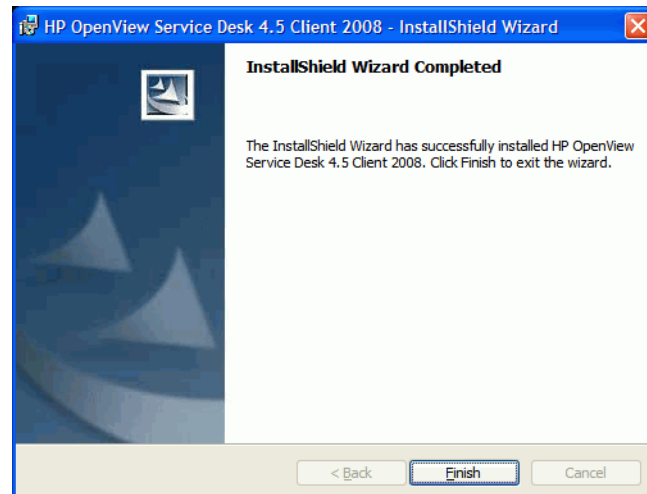 HP OpenView Service Desk 4.5 Client 2008 - InstallShield Wizard
InstallShield Wizard Completed
The InstallShield Wizard has successfully installed HP OpenView
Service Desk 4.5 Client 2008. Click Finish to exit the wizard.
< Back Finish Cancel